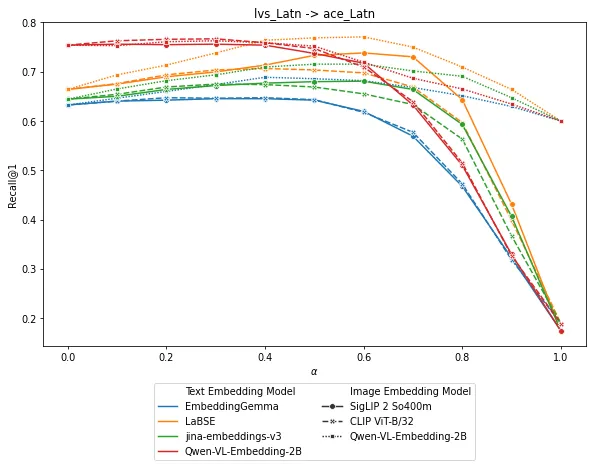 lvs_Latn -> ace_Latn
0.8
0.7
0.6
0.5
0.4
0.3
0.2
Recall@1
0.0 0.2 0.4 0.6 0.8 1.0
α
Text Embedding Model
EmbeddingGemma
LaBSE
jina-embeddings-v3
Qwen-VL-Embedding-2B
Image Embedding Model
SigLIP 2 So400m
CLIP ViT-B/32
Qwen-VL-Embedding-2B